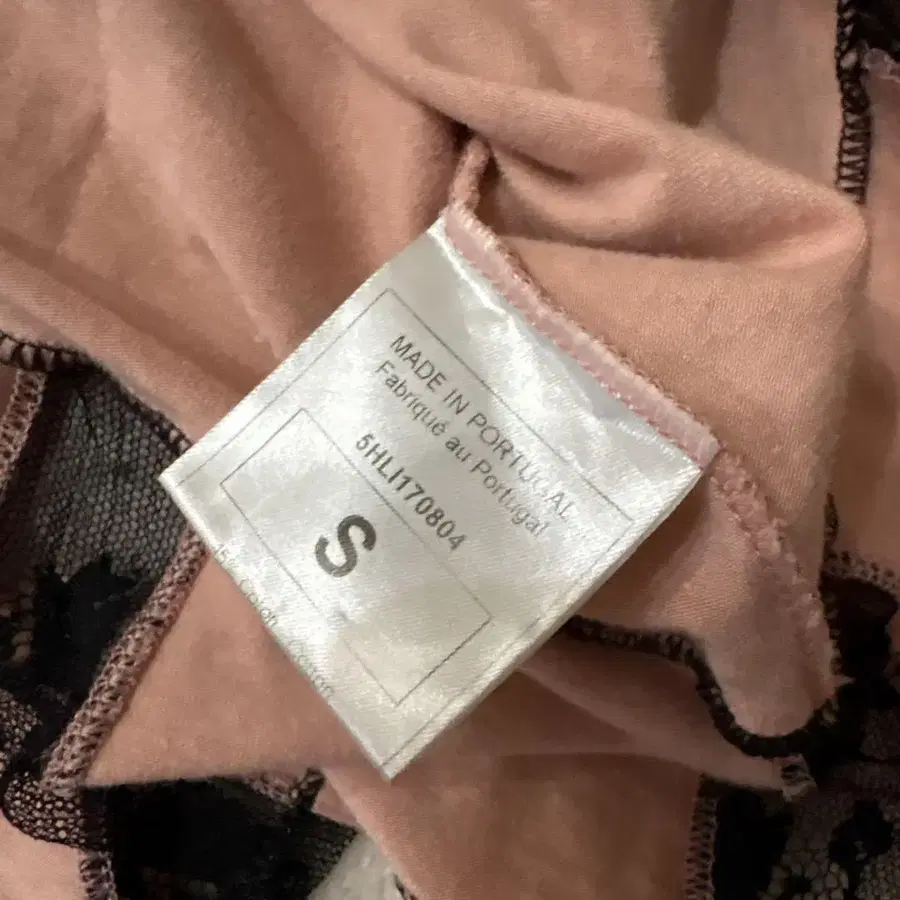 MADE IN PORTUGAL
Fabriqué au Portugal
5HLI170804
S